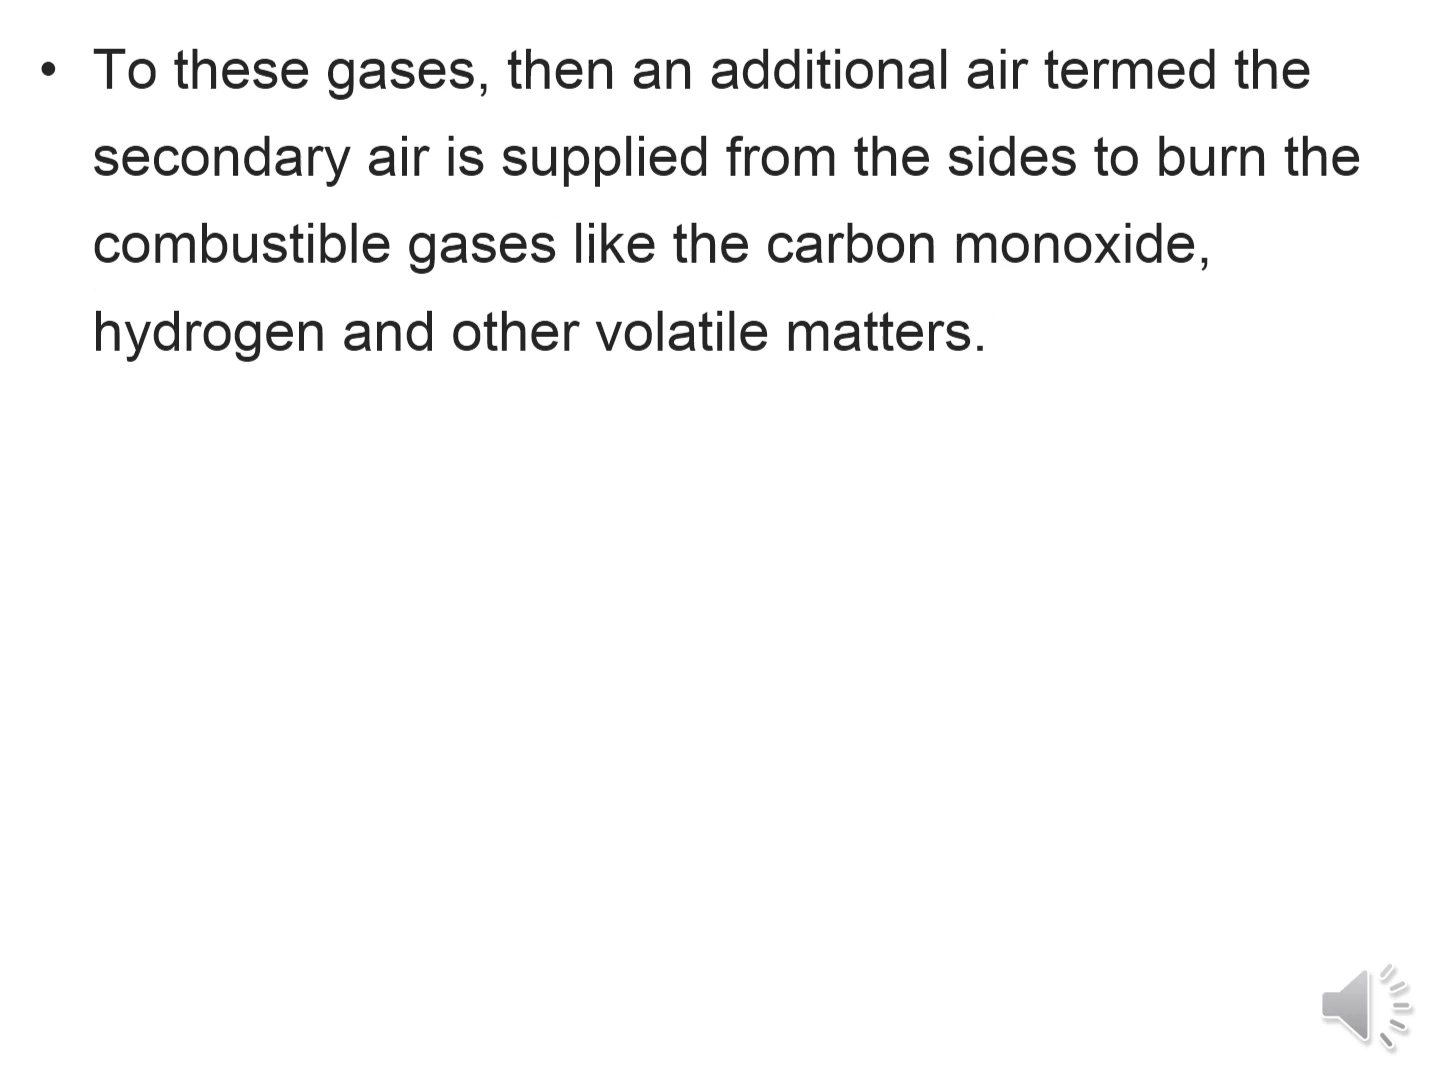 • To these gases, then an additional air termed the
secondary air is supplied from the sides to burn the
combustible gases like the carbon monoxide,
hydrogen and other volatile matters.